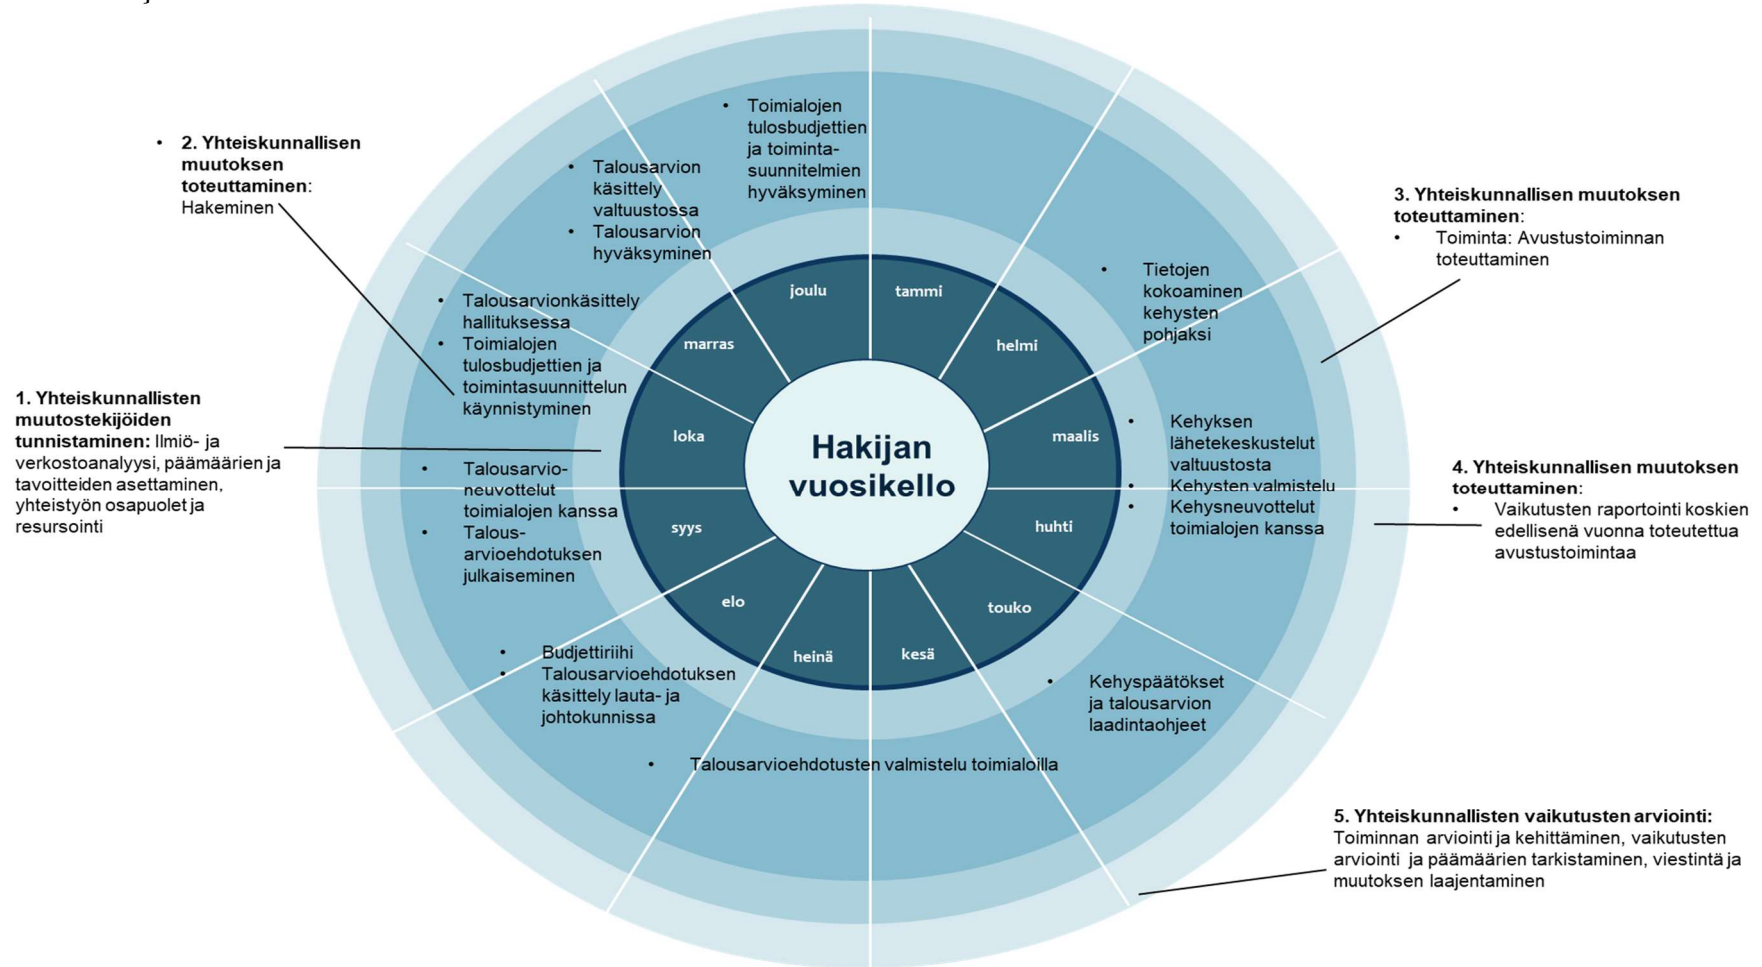 • Toimialojen
tulosbudjettien
ja toiminta-
suunnitelmien
hyväksyminen
• 2. Yhteiskunnallisen
muutoksen
toteuttaminen:
Hakeminen
• Talousarvion
käsittely
valtuustossa
• Talousarvion
hyväksyminen
3. Yhteiskunnallisen muutoksen
toteuttaminen:
• Toiminta: Avustustoiminnan
toteuttaminen
• Tietojen
kokoaminen
kehysten
pohjaksi
• Talousarvionkäsittely
hallituksessa
• Toimialojen
tulosbudjettien ja
toimintasuunnittelun
käynnistyminen
joulu
tammi
marras
helmi
1. Yhteiskunnallisten
muutostekijöiden
tunnistaminen: Ilmiö- ja
verkostoanalyysi, päämäärien ja
tavoitteiden asettaminen,
yhteistyön osapuolet ja
resursointi
loka
maalis
Hakijan
vuosikello
• Kehyksen
lähetekeskustelut
valtuustosta
• Kehysten valmistelu
• Kehysneuvottelut
toimialojen kanssa
• Talousarvio-
neuvottelut
toimialojen kanssa
• Talous-
arvioehdotuksen
julkaiseminen
4. Yhteiskunnallisen muutoksen
toteuttaminen:
• Vaikutusten raportointi koskien
edellisenä vuonna toteutettua
avustustoimintaa
syys
huhti
elo
touko
heinä
kesä
• Budjettiriihi
• Talousarvioehdotuksen
käsittely lauta- ja
johtokunnissa
• Kehyspäätökset
ja talousarvion
laadintaohjeet
• Talousarvioehdotusten valmistelu toimialoilla
5. Yhteiskunnallisten vaikutusten arviointi:
Toiminnan arviointi ja kehittäminen, vaikutusten
arviointi ja päämäärien tarkistaminen, viestintä ja
muutoksen laajentaminen